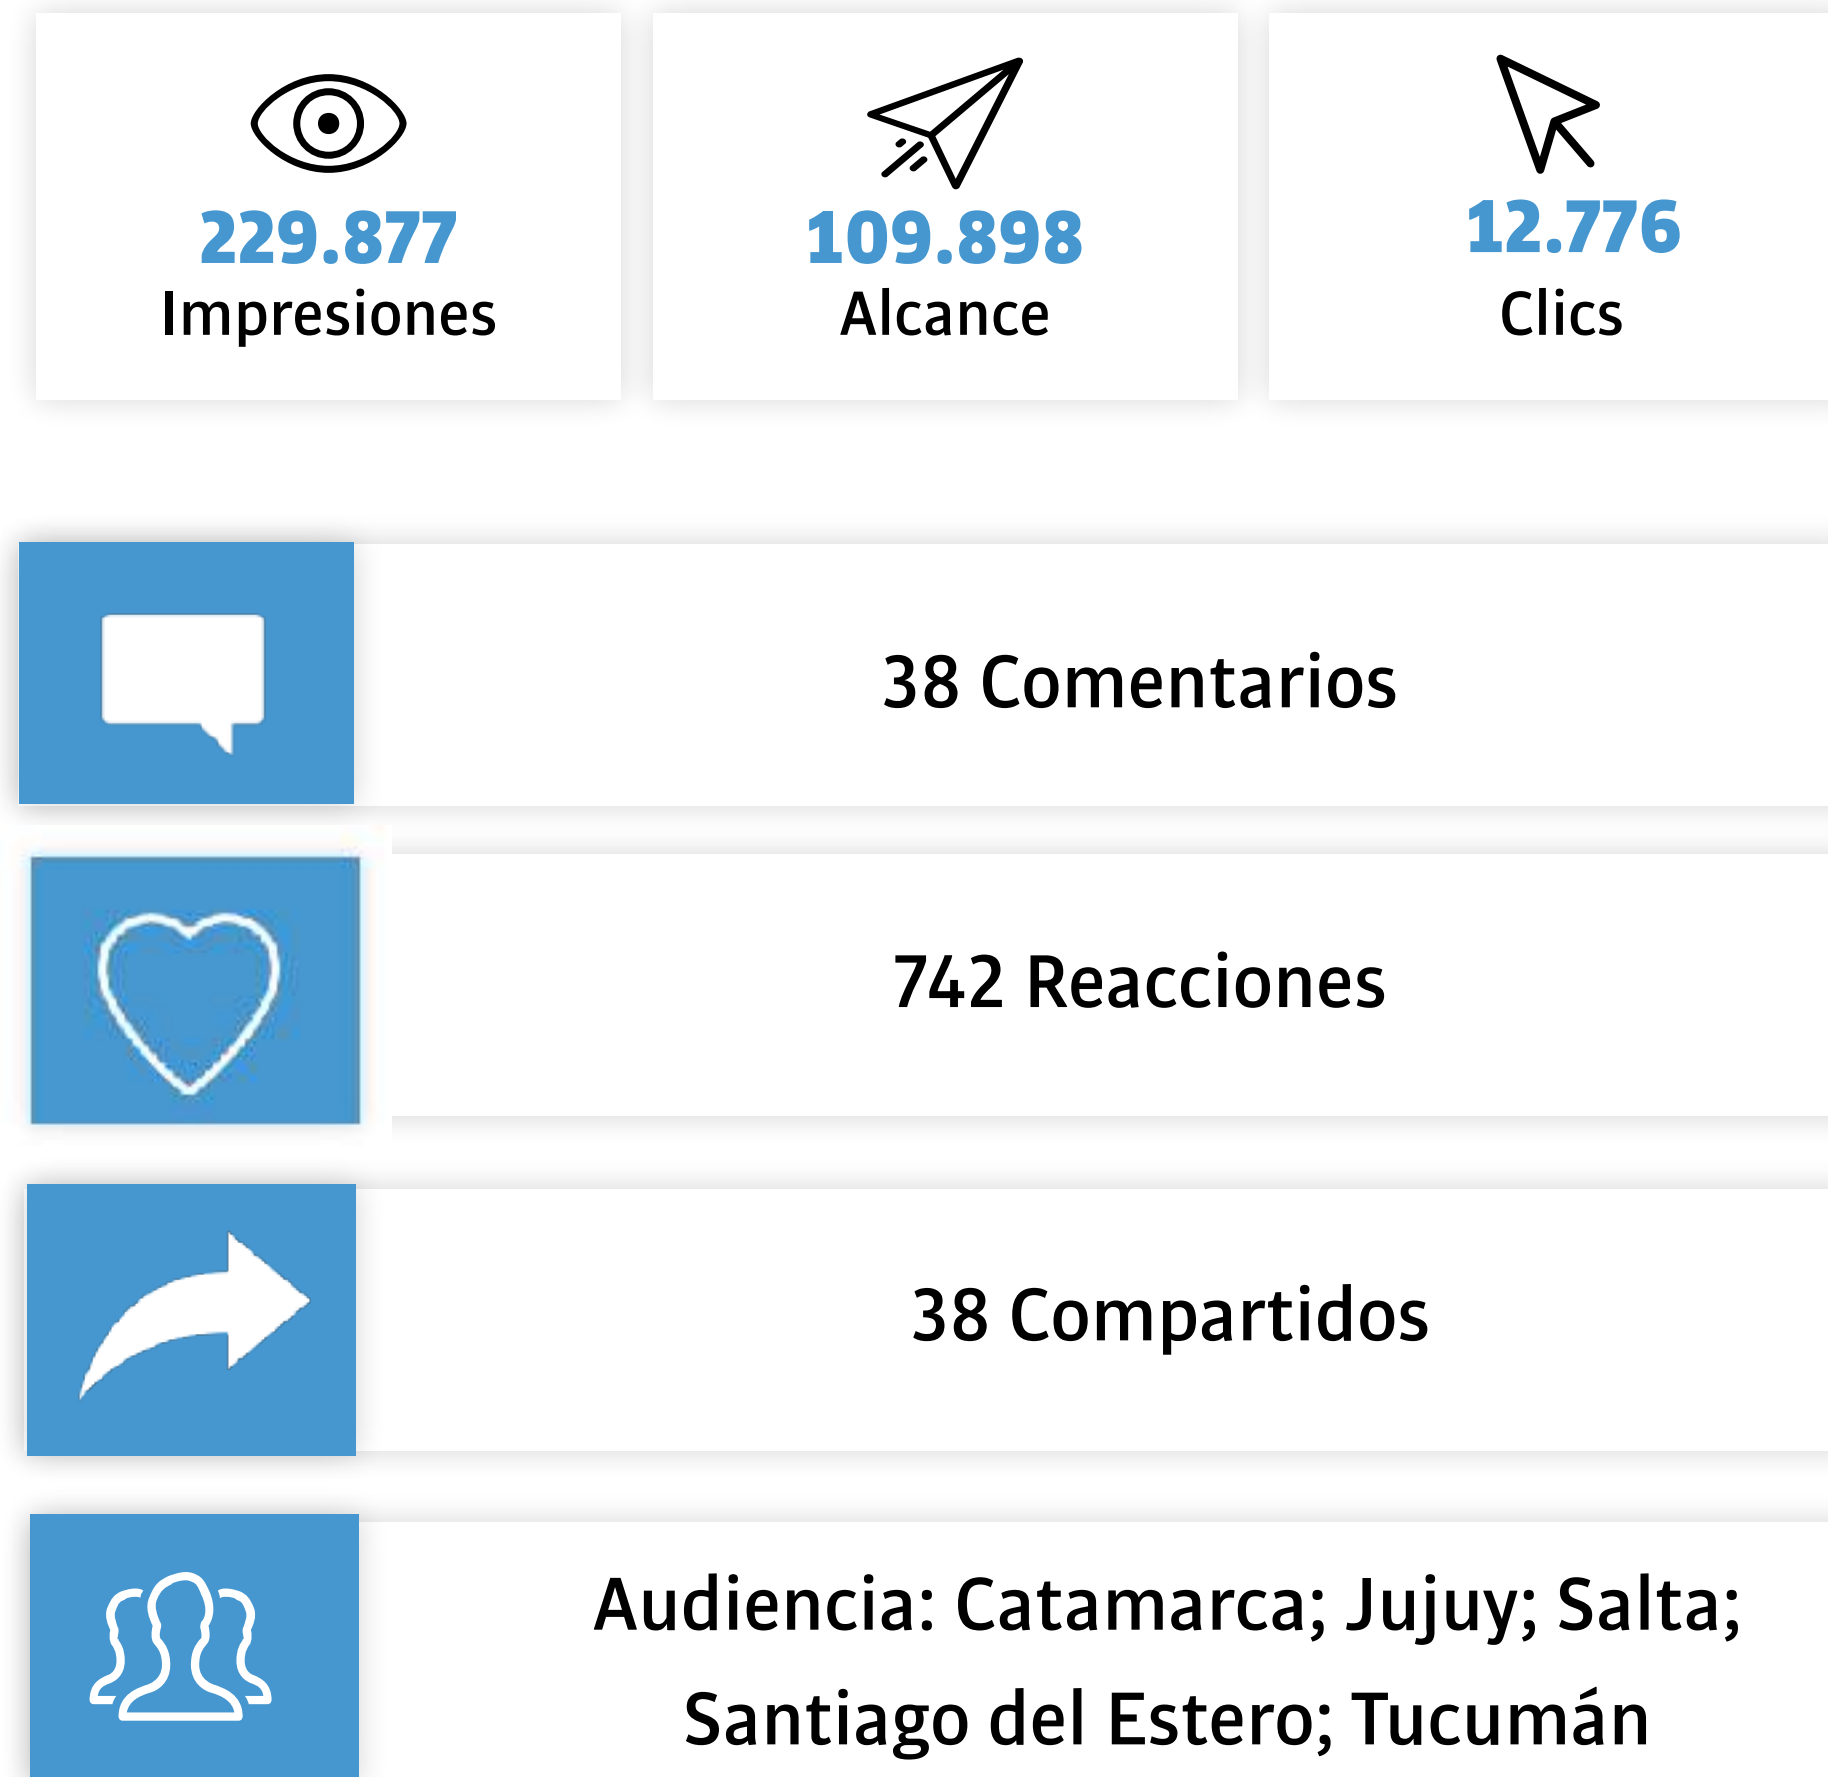 229.877
Impresiones
109.898
Alcance
12.776
Clics
38 Comentarios
742 Reacciones
38 Compartidos
Audiencia: Catamarca; Jujuy; Salta;
Santiago del Estero; Tucumán